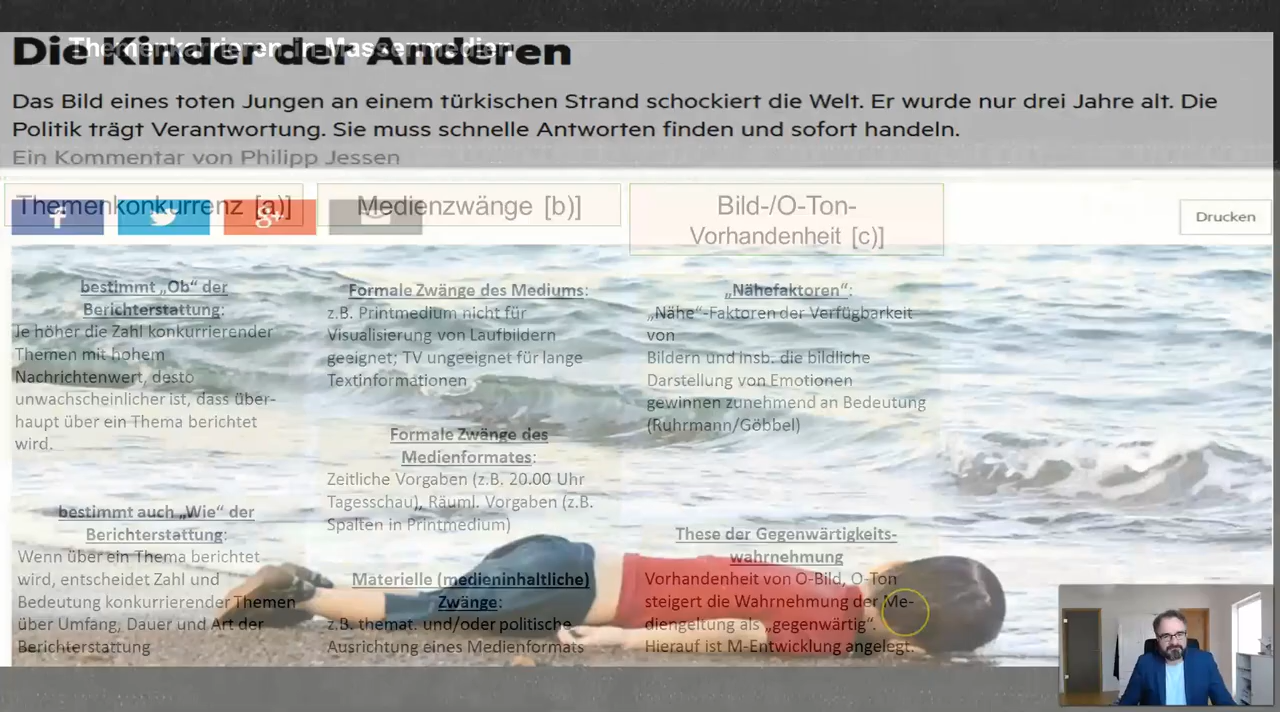 Die Kinder der Anderen
Themenkarrieren in Massenmedien
Das Bild eines toten Jungen an einem türkischen Strand schockiert die Welt. Er wurde nur drei Jahre alt. Die
Politik trägt Verantwortung. Sie muss schnelle Antworten finden und sofort handeln.
Ein Kommentar von Philipp Jessen
f
g+
Drucken
Themenkonkurrenz [a)]
bestimmt „Ob“ der
Berichterstattung:
Je höher die Zahl konkurrierender
Themen mit hohem
Nachrichtenwert, desto
unwachscheinlicher ist, dass über-
haupt über ein Thema berichtet
wird.
bestimmt auch „Wie“ der
Berichterstattung:
Wenn über ein Thema berichtet
wird, entscheidet Zahl und
Bedeutung konkurrierender Themen
über Umfang, Dauer und Art der
Berichterstattung
Medienzwänge [b)]
Formale Zwänge des Mediums:
z.B. Printmedium nicht für
Visualisierung von Laufbildern
geeignet; TV ungeeignet für lange
Textinformationen
Formale Zwänge des
Medienformates:
Zeitliche Vorgaben (z.B. 20.00 Uhr
Tagesschau), Räuml. Vorgaben (z.B.
Spalten in Printmedium)
Materielle (medieninhaltliche)
Zwänge:
z.B. themat. und/oder politische
Ausrichtung eines Medienformats
Bild-/O-Ton-
Vorhandenheit [c)]
„Nähefaktoren“:
„Nähe“-Faktoren der Verfügbarkeit
von
Bildern und insb. die bildliche
Darstellung von Emotionen
gewinnen zunehmend an Bedeutung
(Ruhrmann/Göbbel)
These der Gegenwärtigkeits-
wahrnehmung
Vorhandenheit von O-Bild, O-Ton
steigert die Wahrnehmung der Me-
diengeltung als „gegenwärtig“.
Hierauf ist M-Entwicklung angelegt.